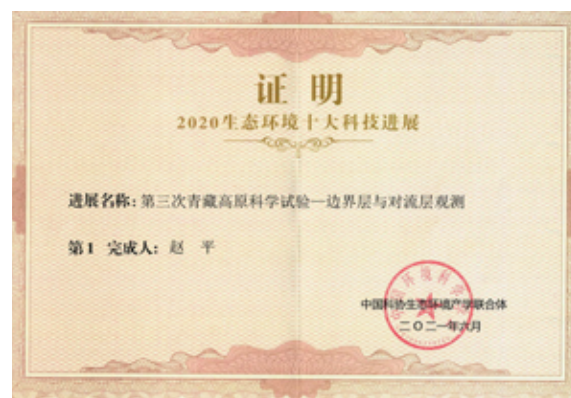 证 明
2020生态环境十大科技进展
进展名称:第三次青藏高原科学试验—边界层与对流层观测
第1 完成人: 赵 平
中国科协生态环境产学联合体
二〇二一年六月